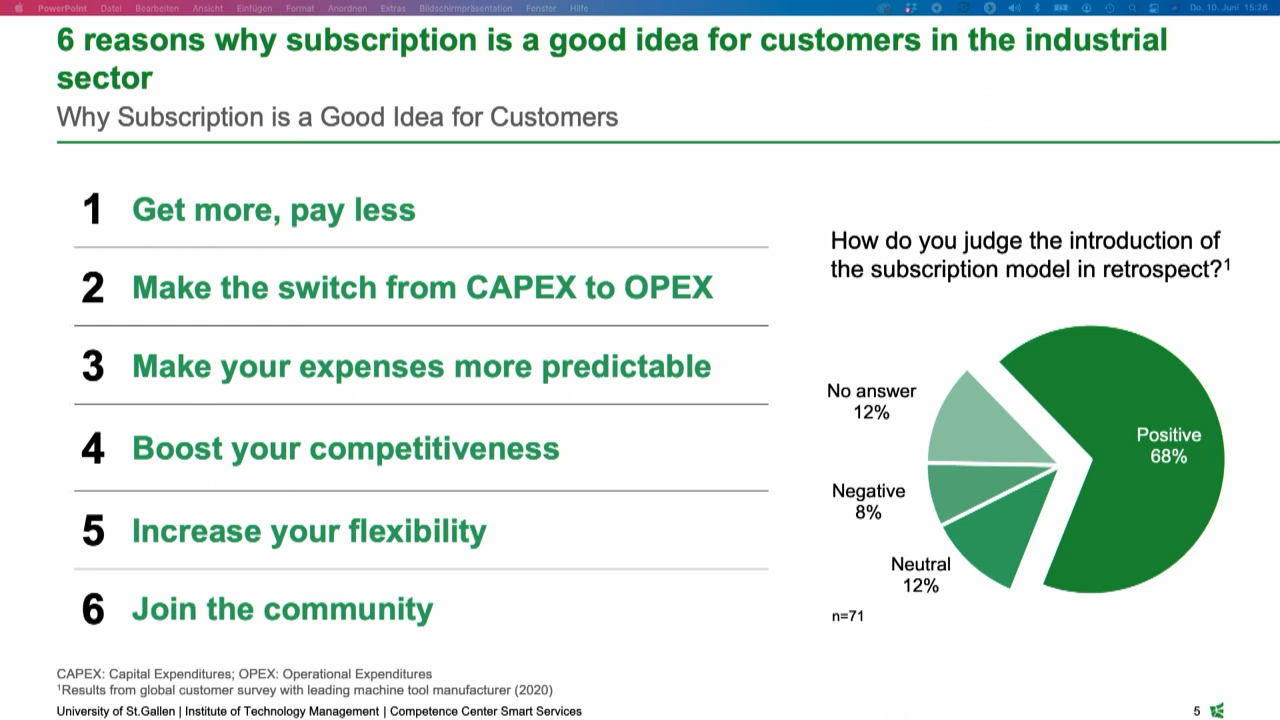 PowerPoint Datei Bearbeiten Ansicht Einfügen Format Anordnen Extras Bildschirmpräsentation Fenster Hilfe Do. 10. Juni 15:26
6 reasons why subscription is a good idea for customers in the industrial
sector
Why Subscription is a Good Idea for Customers
1 Get more, pay less
2 Make the switch from CAPEX to OPEX
3 Make your expenses more predictable
4 Boost your competitiveness
5 Increase your flexibility
6 Join the community
How do you judge the introduction of
the subscription model in retrospect?¹
No answer
12%
Positive
68%
Negative
8%
Neutral
12%
n=71
CAPEX: Capital Expenditures; OPEX: Operational Expenditures
¹Results from global customer survey with leading machine tool manufacturer (2020)
University of St.Gallen | Institute of Technology Management | Competence Center Smart Services
5